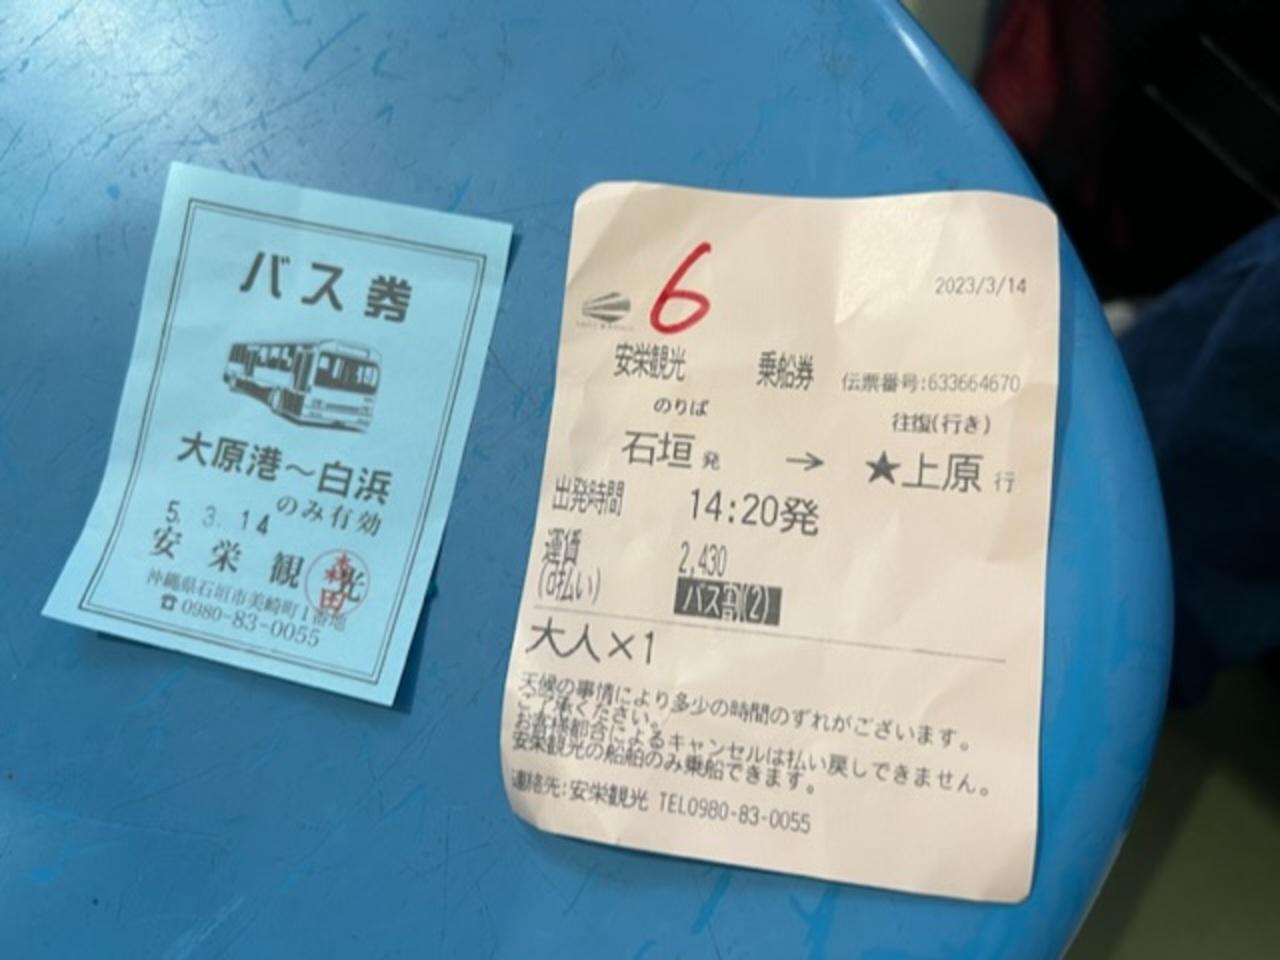 バス券
大原港～白浜
のみ有効
5. 3. 14
安栄観光
森田
沖縄県石垣市美崎町1番地
☎0980-83-0055
6
2023/3/14
安栄観光 乗船券 伝票番号:633664670
のりば 往復(行き)
石垣 発 → ★上原 行
出発時間 14:20発
運賃 2,430
バス割(2)
大人×1
天候の事情により多少の時間のずれがございます。
ご了承ください。
お客様都合によるキャンセルは払い戻しできません。
安栄観光の船舶のみ乗船できます。
連絡先:安栄観光 TEL0980-83-0055